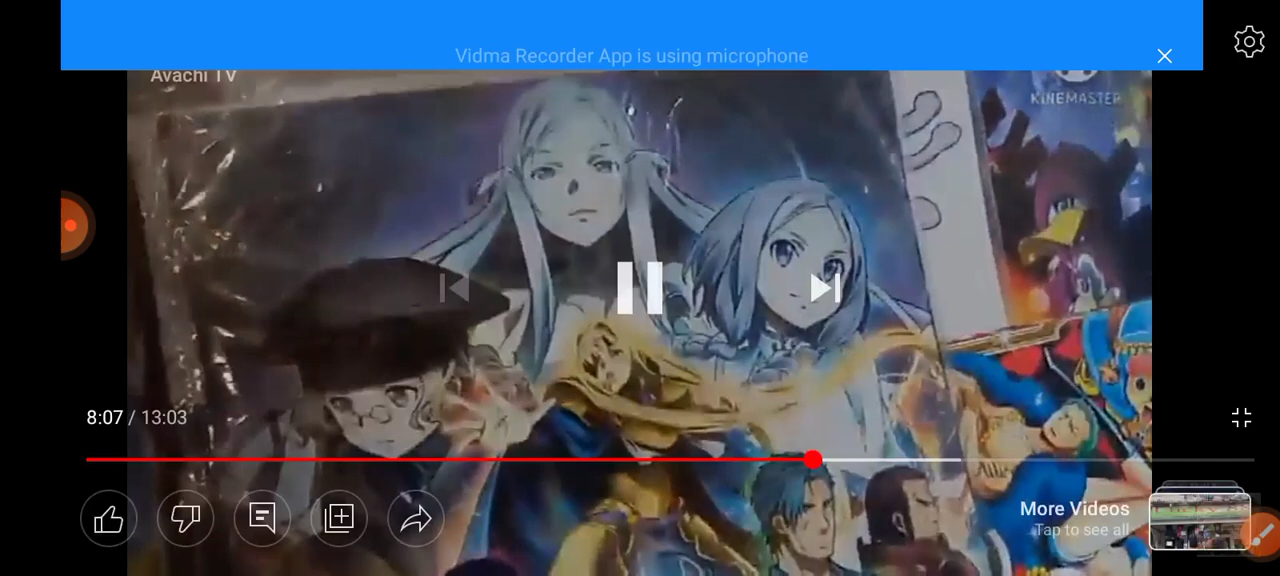 Vidma Recorder App is using microphone
Avachi TV
KINEMASTER
8:07 / 13:03
More Videos
Tap to see all